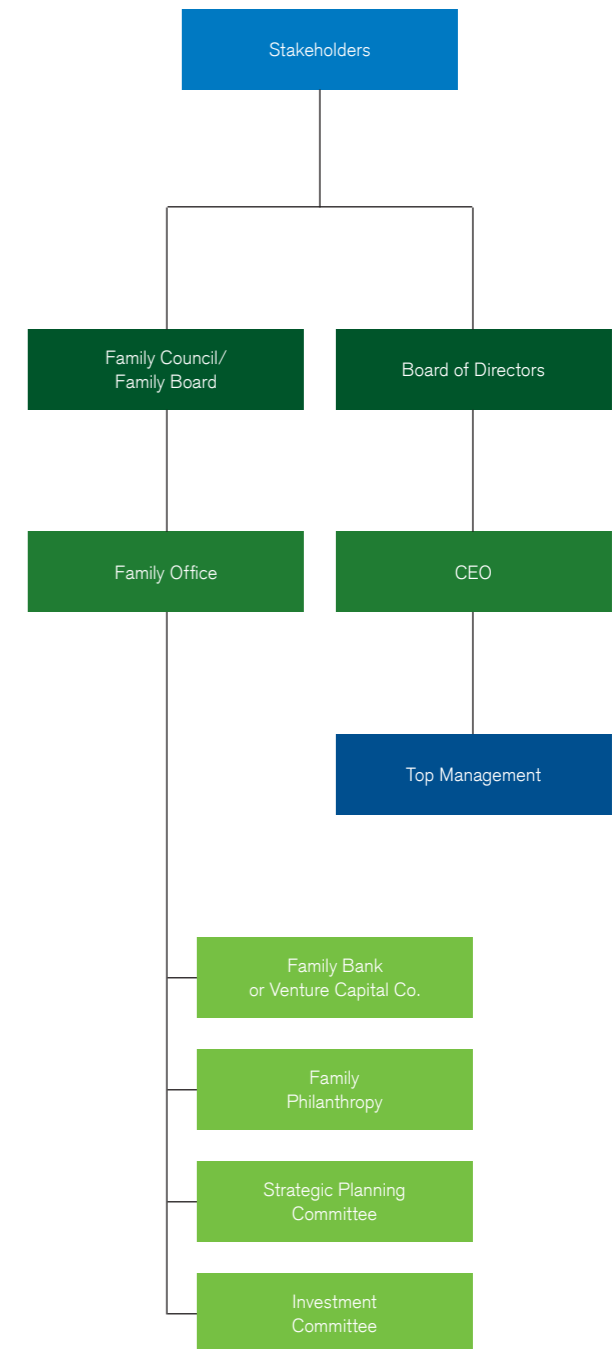 Stakeholders
Family Council/
Family Board
Board of Directors
Family Office
CEO
Top Management
Family Bank
or Venture Capital Co.
Family
Philanthropy
Strategic Planning
Committee
Investment
Committee